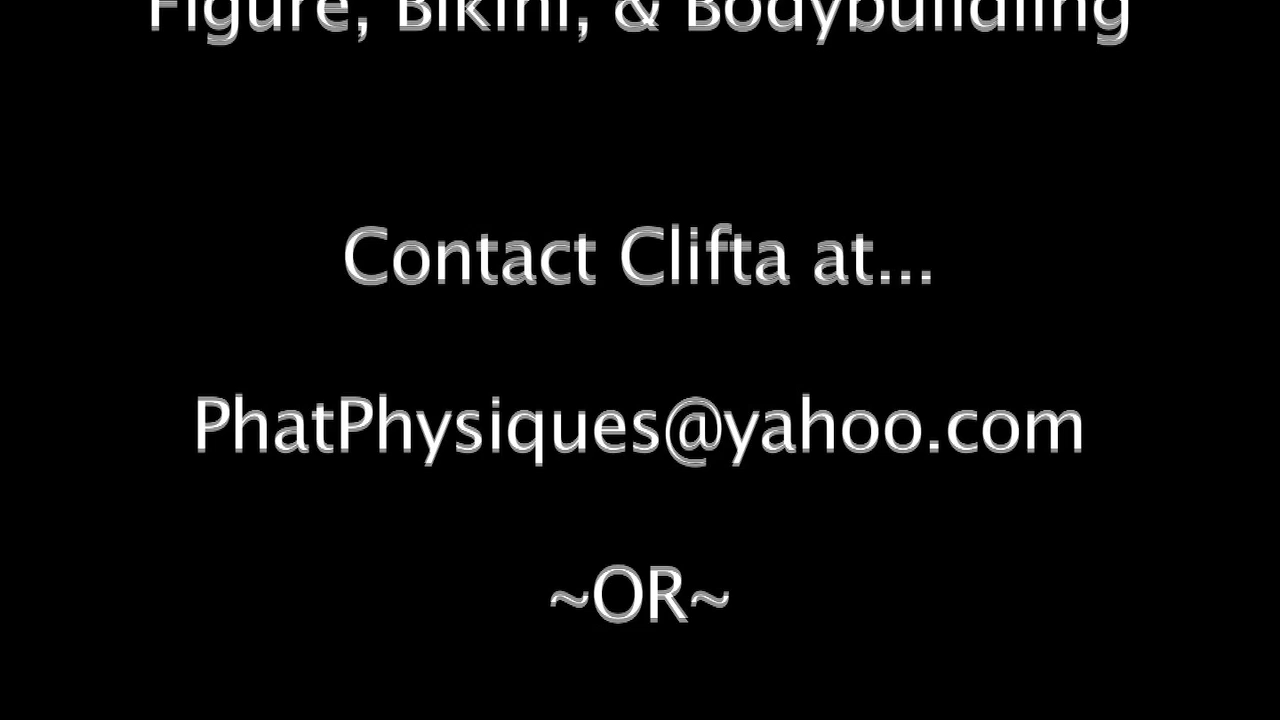 Figure, Bikini, & Bodybuilding
Contact Clifta at...
PhatPhysiques@yahoo.com
~OR~